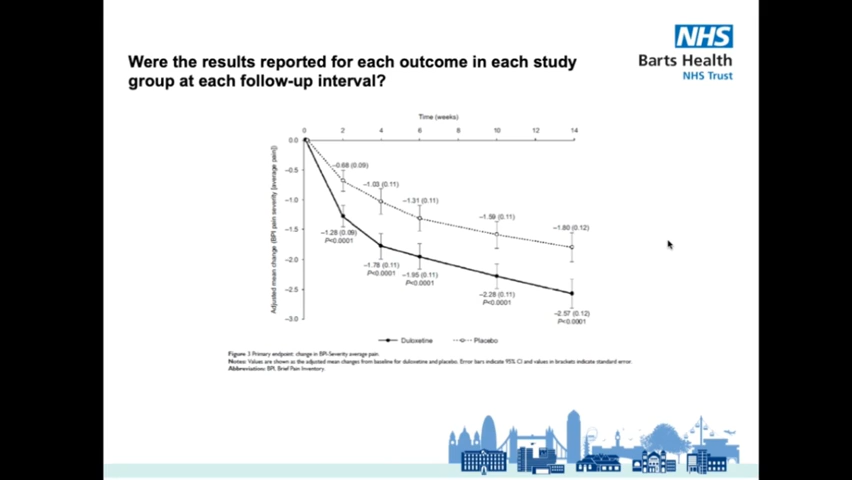 Were the results reported for each outcome in each study
group at each follow-up interval?
NHS
Barts Health
NHS Trust
Time (weeks)
0 2 4 6 8 10 12 14
0.0
−0.5
−1.0
−1.5
−2.0
−2.5
−3.0
Adjusted mean change (BPI pain severity [average pain])
−0.68 (0.09)
−1.03 (0.11)
−1.31 (0.11)
−1.59 (0.11)
−1.80 (0.12)
−1.28 (0.09)
P<0.0001
−1.78 (0.11)
P<0.0001
−1.95 (0.11)
P<0.0001
−2.28 (0.11)
P<0.0001
−2.57 (0.12)
P<0.0001
Duloxetine
Placebo
Figure 3 Primary endpoint: change in BPI-Severity average pain.
Notes: Values are shown as the adjusted mean changes from baseline for duloxetine and placebo. Error bars indicate 95% CI and values in brackets indicate standard error.
Abbreviation: BPI, Brief Pain Inventory.